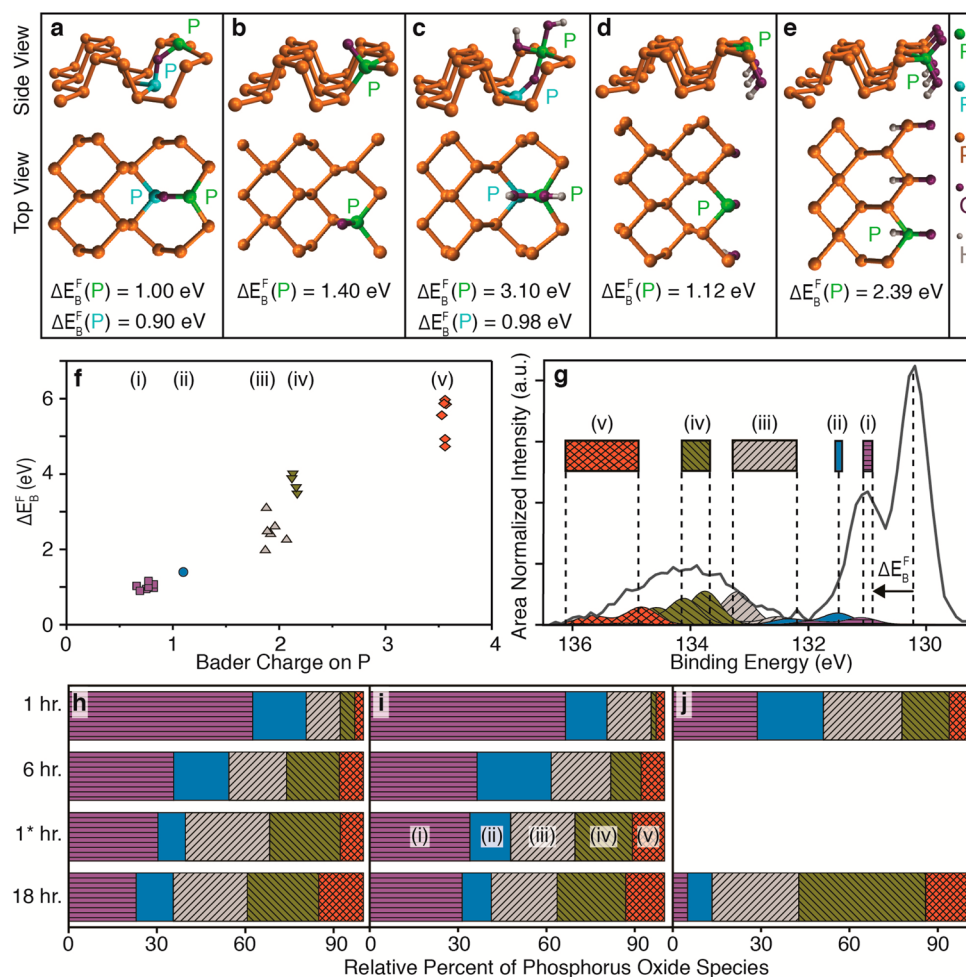 Side View
Top View
a
P
P
P
P
b
P
P
c
P
P
P
P
d
P
P
e
P
P
ΔE_B^F(P) = 1.00 eV
ΔE_B^F(P) = 0.90 eV
ΔE_B^F(P) = 1.40 eV
ΔE_B^F(P) = 3.10 eV
ΔE_B^F(P) = 0.98 eV
ΔE_B^F(P) = 1.12 eV
ΔE_B^F(P) = 2.39 eV
f
(i) (ii) (iii) (iv) (v)
ΔE_B^F (eV)
6
4
2
0
0 1 2 3 4
Bader Charge on P
g
(v) (iv) (iii) (ii) (i)
ΔE_B^F
Area Normalized Intensity (a.u.)
136 134 132 130
Binding Energy (eV)
h
i
j
1 hr.
6 hr.
1* hr.
(i) (ii) (iii) (iv) (v)
18 hr.
0 30 60 90 0 30 60 90 0 30 60 90
Relative Percent of Phosphorus Oxide Species